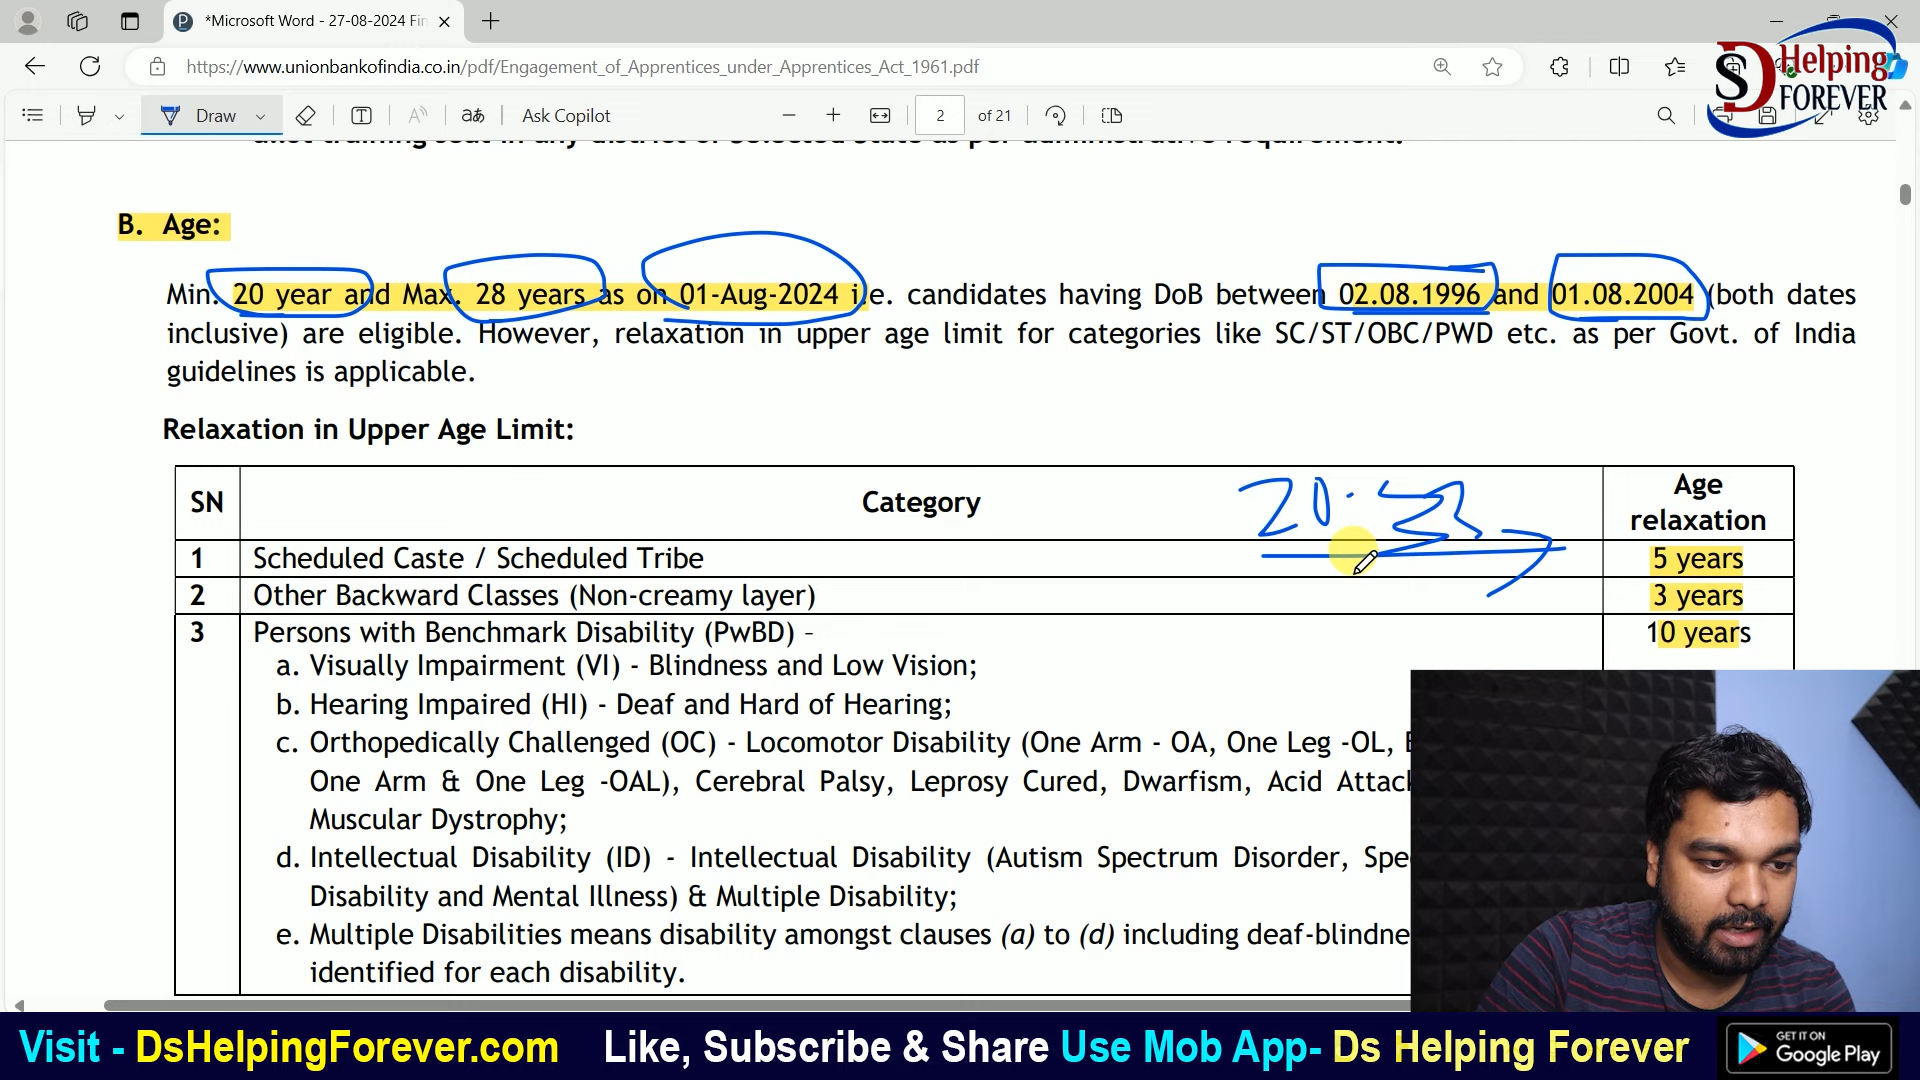 *Microsoft Word - 27-08-2024 Fin
https://www.unionbankofindia.co.in/pdf/Engagement_of_Apprentices_under_Apprentices_Act_1961.pdf
SD Helping
FOREVER
Draw
T
aあ
Ask Copilot
2
of 21
B. Age:
Min. 20 year and Max. 28 years as on 01-Aug-2024 i.e. candidates having DoB between 02.08.1996 and 01.08.2004 (both dates
inclusive) are eligible. However, relaxation in upper age limit for categories like SC/ST/OBC/PWD etc. as per Govt. of India
guidelines is applicable.
Relaxation in Upper Age Limit:
SN Category Age relaxation
20
1 Scheduled Caste / Scheduled Tribe 5 years
2 Other Backward Classes (Non-creamy layer) 3 years
3 Persons with Benchmark Disability (PwBD) – 10 years
a. Visually Impairment (VI) - Blindness and Low Vision;
b. Hearing Impaired (HI) - Deaf and Hard of Hearing;
c. Orthopedically Challenged (OC) - Locomotor Disability (One Arm - OA, One Leg -OL,
One Arm & One Leg -OAL), Cerebral Palsy, Leprosy Cured, Dwarfism, Acid Attack
Muscular Dystrophy;
d. Intellectual Disability (ID) - Intellectual Disability (Autism Spectrum Disorder, Spe
Disability and Mental Illness) & Multiple Disability;
e. Multiple Disabilities means disability amongst clauses (a) to (d) including deaf-blindne
identified for each disability.
Visit - DsHelpingForever.com Like, Subscribe & Share Use Mob App- Ds Helping Forever
GET IT ON
Google Play